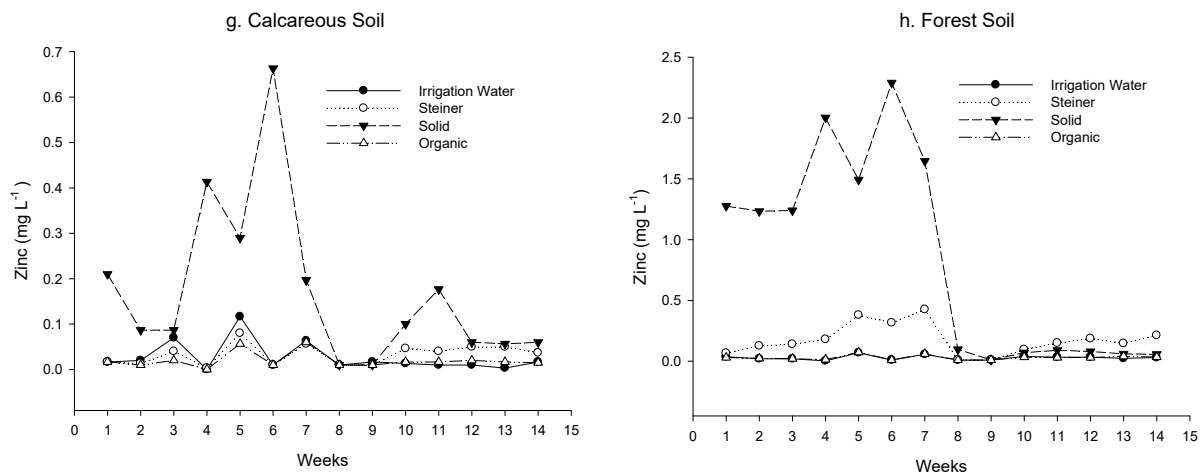 g. Calcareous Soil
0.7
0.6
0.5
0.4
0.3
0.2
0.1
0.0
Zinc (mg L-1 )
Irrigation Water
Steiner
Solid
Organic
0 1 2 3 4 5 6 7 8 9 10 11 12 13 14 15
Weeks
h. Forest Soil
2.5
2.0
1.5
1.0
0.5
0.0
Zinc (mg L-1)
Irrigation Water
Steiner
Solid
Organic
0 1 2 3 4 5 6 7 8 9 10 11 12 13 14 15
Weeks